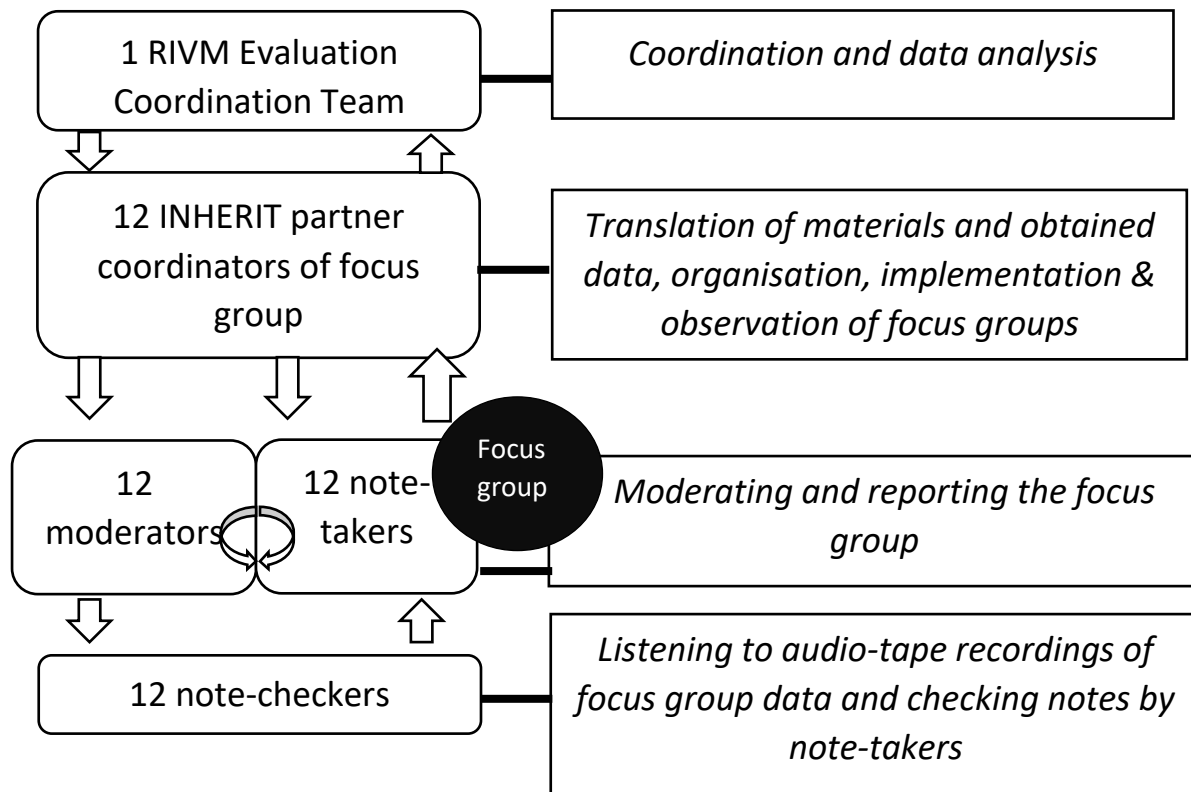 1 RIVM Evaluation
Coordination Team
Coordination and data analysis
12 INHERIT partner
coordinators of focus
group
Translation of materials and obtained
data, organisation, implementation &
observation of focus groups
12
moderators
12 note-
takers
Focus
group
Moderating and reporting the focus
group
12 note-checkers
Listening to audio-tape recordings of
focus group data and checking notes by
note-takers